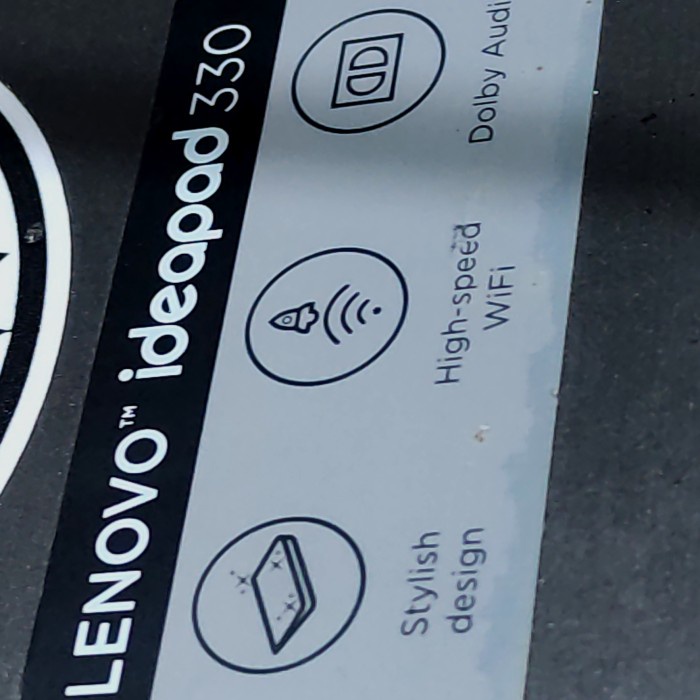 LENOVO™ ideapad 330
Stylish
design
High-speed
WiFi
Dolby Audi